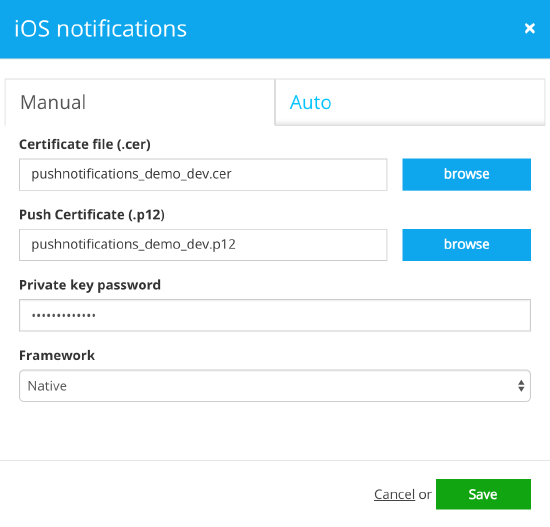 iOS notifications ×
Manual Auto
Certificate file (.cer)
pushnotifications_demo_dev.cer browse
Push Certificate (.p12)
pushnotifications_demo_dev.p12 browse
Private key password
•••••••••••••
Framework
Native
Cancel or Save